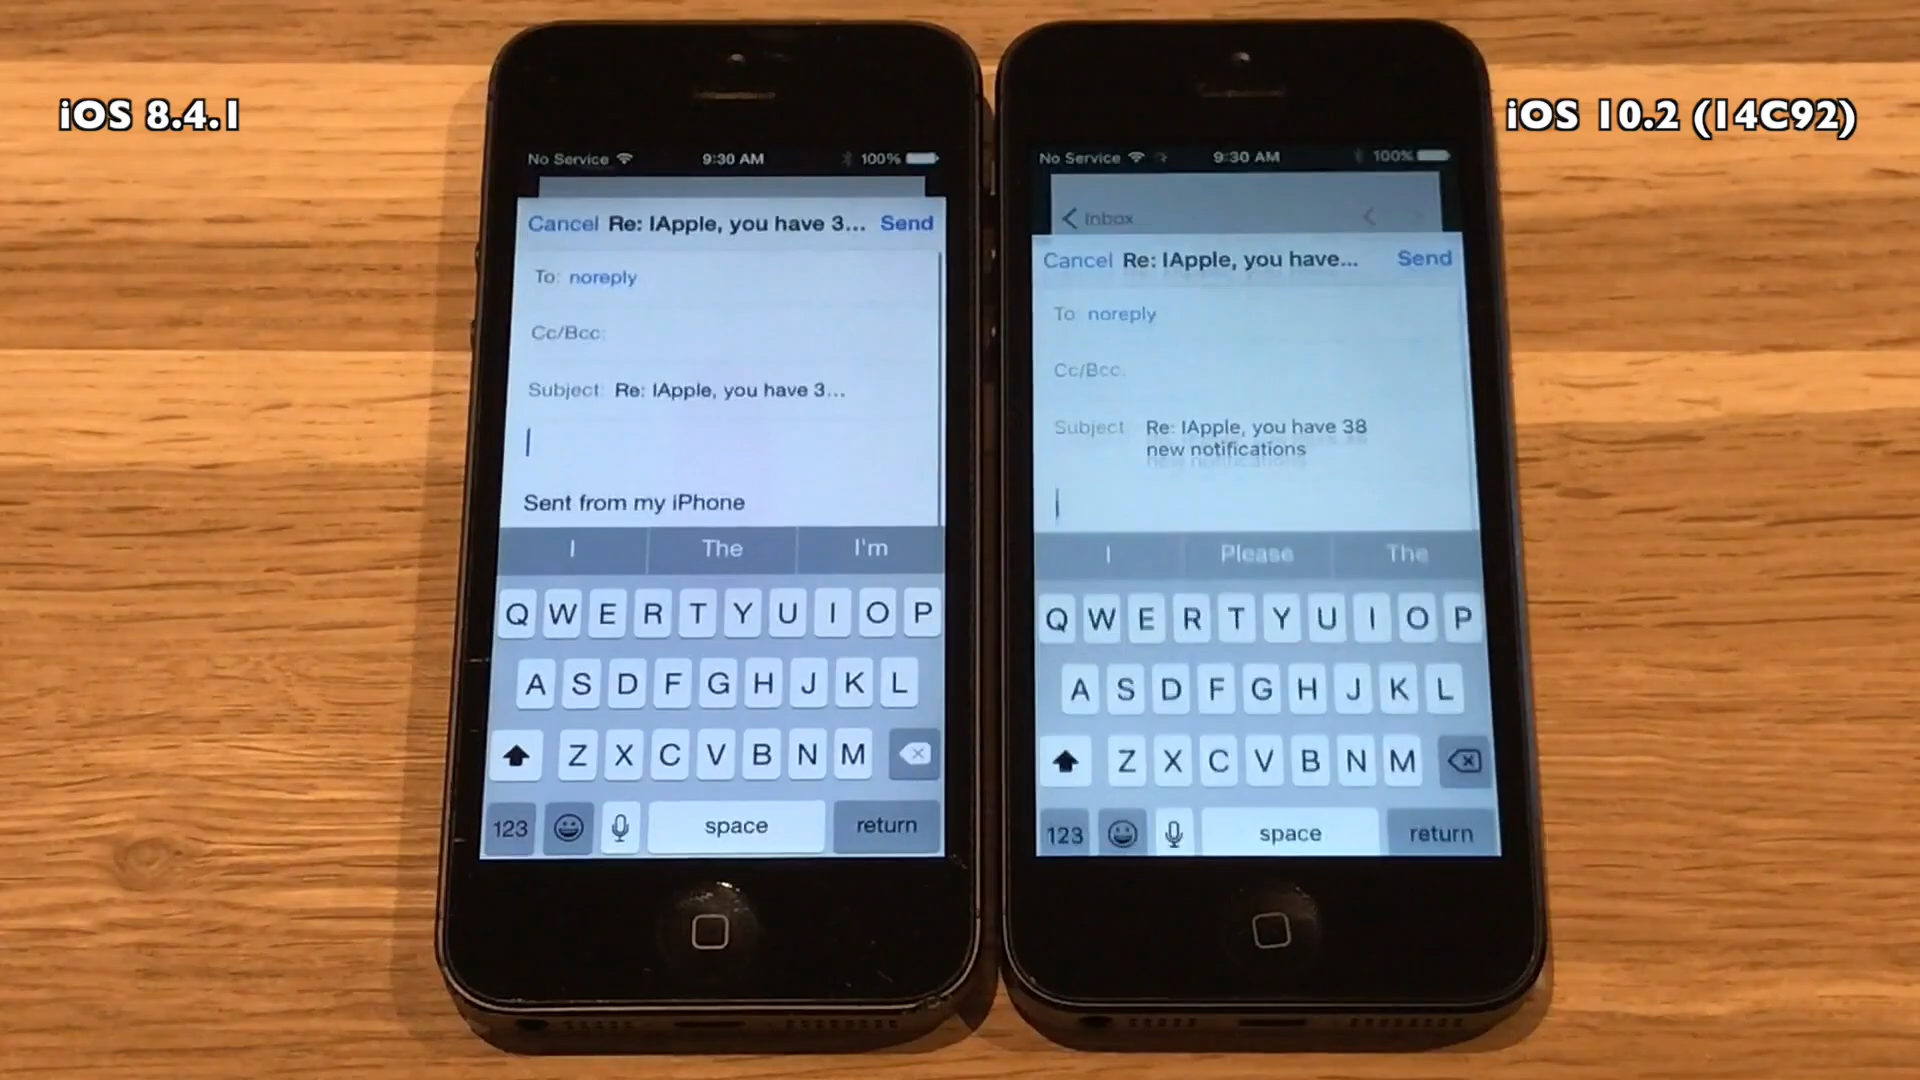 iOS 8.4.1
No Service 9:30 AM 100%
Cancel Re: IApple, you have 3... Send
To: noreply
Cc/Bcc:
Subject: Re: IApple, you have 3...
Sent from my iPhone
I The I'm
Q W E R T Y U I O P
A S D F G H J K L
Z X C V B N M
123 space return
iOS 10.2 (14C92)
No Service 9:30 AM 100%
Inbox
Cancel Re: IApple, you have... Send
To noreply
Cc/Bcc:
Subject Re: IApple, you have 38
new notifications
I Please The
Q W E R T Y U I O P
A S D F G H J K L
Z X C V B N M
123 space return